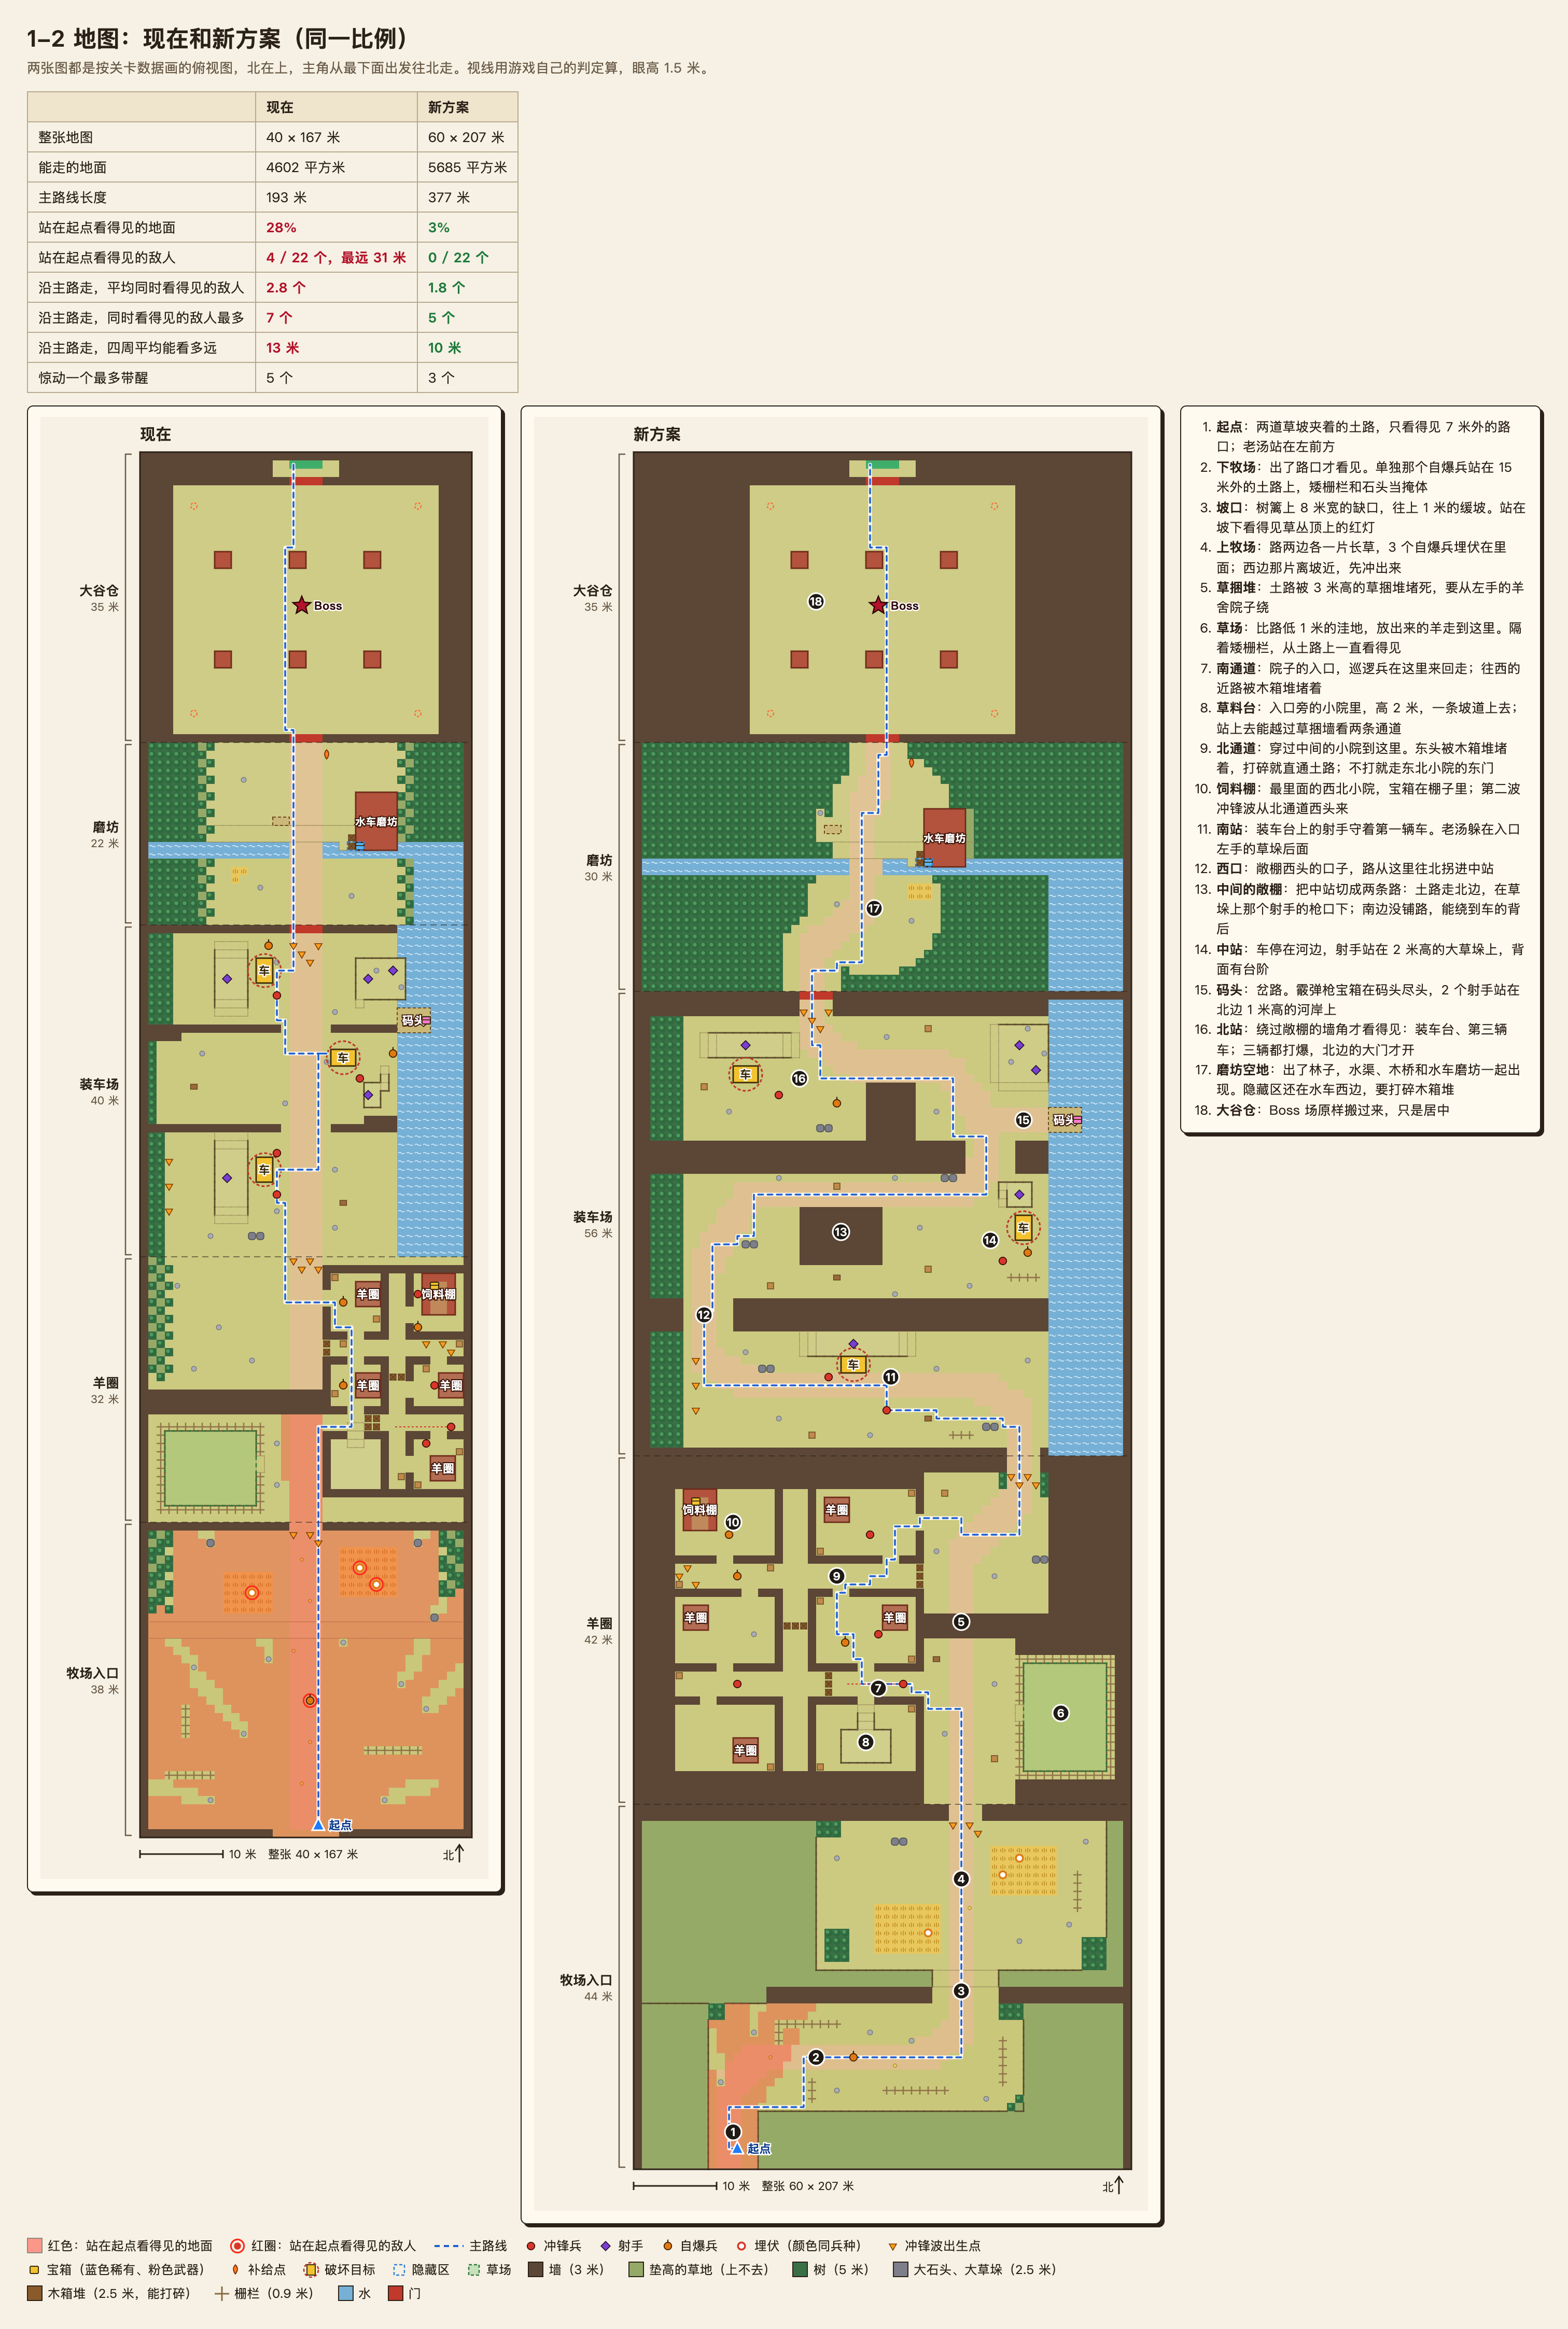 1–2 地图：现在和新方案（同一比例）
两张图都是按关卡数据画的俯视图，北在上，主角从最下面出发往北走。视线用游戏自己的判定算，眼高 1.5 米。
现在 新方案
整张地图 40 × 167 米 60 × 207 米
能走的地面 4602 平方米 5685 平方米
主路线长度 193 米 377 米
站在起点看得见的地面 28% 3%
站在起点看得见的敌人 4 / 22 个，最远 31 米 0 / 22 个
沿主路走，平均同时看得见的敌人 2.8 个 1.8 个
沿主路走，同时看得见的敌人最多 7 个 5 个
沿主路走，四周平均能看多远 13 米 10 米
惊动一个最多带醒 5 个 3 个
现在
大谷仓
35 米
Boss
磨坊
22 米
水车磨坊
装车场
40 米
车
码头
车
车
羊圈
32 米
羊圈
饲料棚
羊圈
羊圈
羊圈
牧场入口
38 米
起点
10 米 整张 40 × 167 米
北
新方案
大谷仓
35 米
18
Boss
磨坊
30 米
水车磨坊
17
装车场
56 米
车
16
15
码头
13
14
车
12
车
11
羊圈
42 米
饲料棚
10
羊圈
9
羊圈
羊圈
5
7
6
8
羊圈
牧场入口
44 米
4
3
2
1
起点
10 米 整张 60 × 207 米
北
1. 起点：两道草坡夹着的土路，只看得见 7 米外的路
口；老汤站在左前方
2. 下牧场：出了路口才看见。单独那个自爆兵站在 15
米外的土路上，矮栅栏和石头当掩体
3. 坡口：树篱上 8 米宽的缺口，往上 1 米的缓坡。站在
坡下看得见草丛顶上的红灯
4. 上牧场：路两边各一片长草，3 个自爆兵埋伏在里
面；西边那片离坡近，先冲出来
5. 草捆堆：土路被 3 米高的草捆堆堵死，要从左手的羊
舍院子绕
6. 草场：比路低 1 米的洼地，放出来的羊走到这里。隔
着矮栅栏，从土路上一直看得见
7. 南通道：院子的入口，巡逻兵在这里来回走；往西的
近路被木箱堆堵着
8. 草料台：入口旁的小院里，高 2 米，一条坡道上去；
站上去能越过草捆墙看两条通道
9. 北通道：穿过中间的小院到这里。东头被木箱堆堵
着，打碎就直通土路；不打就走东北小院的东门
10. 饲料棚：最里面的西北小院，宝箱在棚子里；第二波
冲锋波从北通道西头来
11. 南站：装车台上的射手守着第一辆车。老汤躲在入口
左手的草垛后面
12. 西口：敞棚西头的口子，路从这里往北拐进中站
13. 中间的敞棚：把中站切成两条路：土路走北边，在草
垛上那个射手的枪口下；南边没铺路，能绕到车的背
后
14. 中站：车停在河边，射手站在 2 米高的大草垛上，背
面有台阶
15. 码头：岔路。霰弹枪宝箱在码头尽头，2 个射手站在
北边 1 米高的河岸上
16. 北站：绕过敞棚的墙角才看得见：装车台、第三辆
车；三辆都打爆，北边的大门才开
17. 磨坊空地：出了林子，水渠、木桥和水车磨坊一起出
现。隐藏区还在水车西边，要打碎木箱堆
18. 大谷仓：Boss 场原样搬过来，只是居中
红色：站在起点看得见的地面 红圈：站在起点看得见的敌人 主路线 冲锋兵 射手 自爆兵 埋伏（颜色同兵种） 冲锋波出生点
宝箱（蓝色稀有、粉色武器） 补给点 破坏目标 隐藏区 草场 墙（3 米） 垫高的草地（上不去） 树（5 米） 大石头、大草垛（2.5 米）
木箱堆（2.5 米，能打碎） 栅栏（0.9 米） 水 门